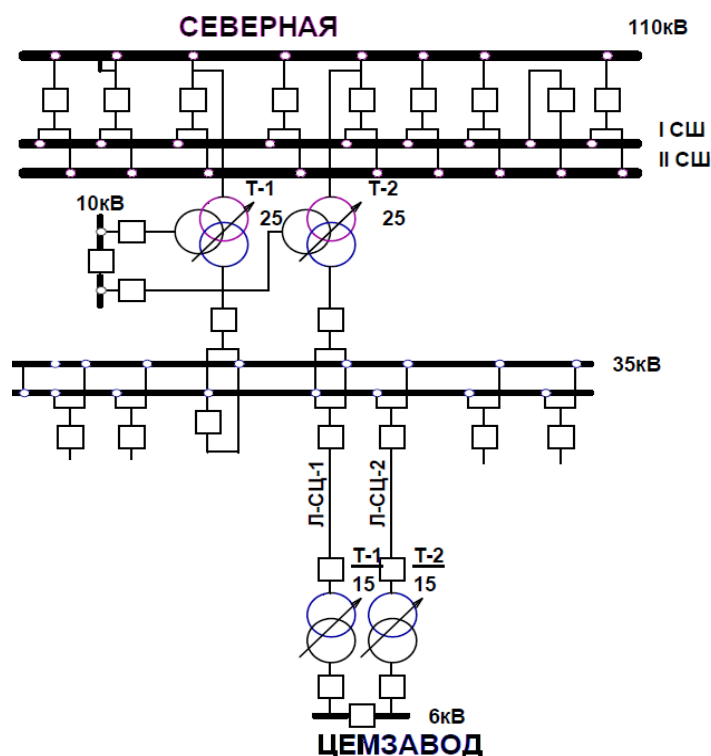 СЕВЕРНАЯ
110кВ
I СШ
II СШ
Т-1
Т-2
10кВ
25
25
35кВ
Л-СЦ-1
Л-СЦ-2
Т-1
Т-2
15
15
6кВ
ЦЕМЗАВОД